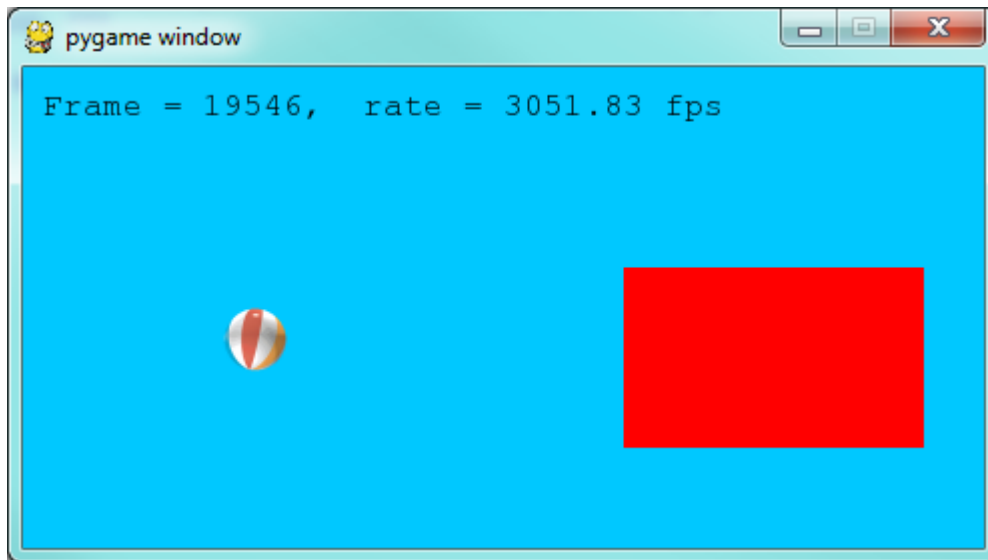 pygame window
Frame = 19546,  rate = 3051.83 fps